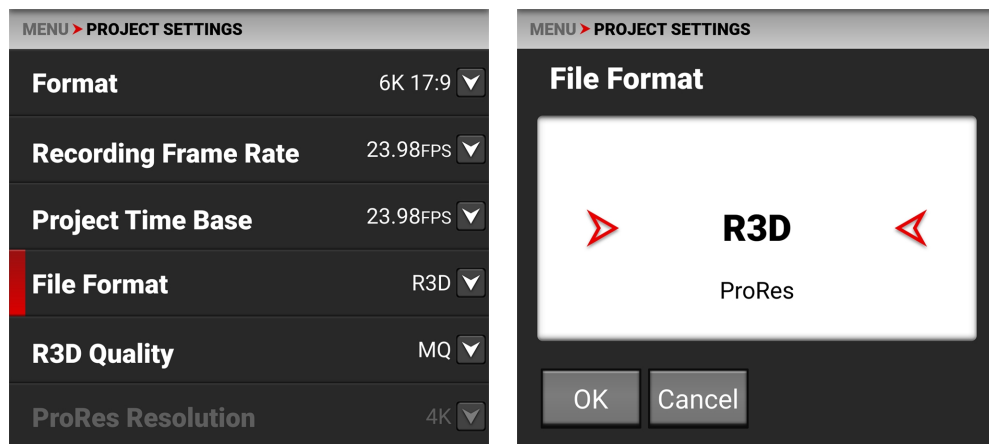 MENU PROJECT SETTINGS
Format 6K 17:9
Recording Frame Rate 23.98FPS
Project Time Base 23.98FPS
File Format R3D
R3D Quality MQ
ProRes Resolution 4K
MENU PROJECT SETTINGS
File Format
R3D
ProRes
OK Cancel